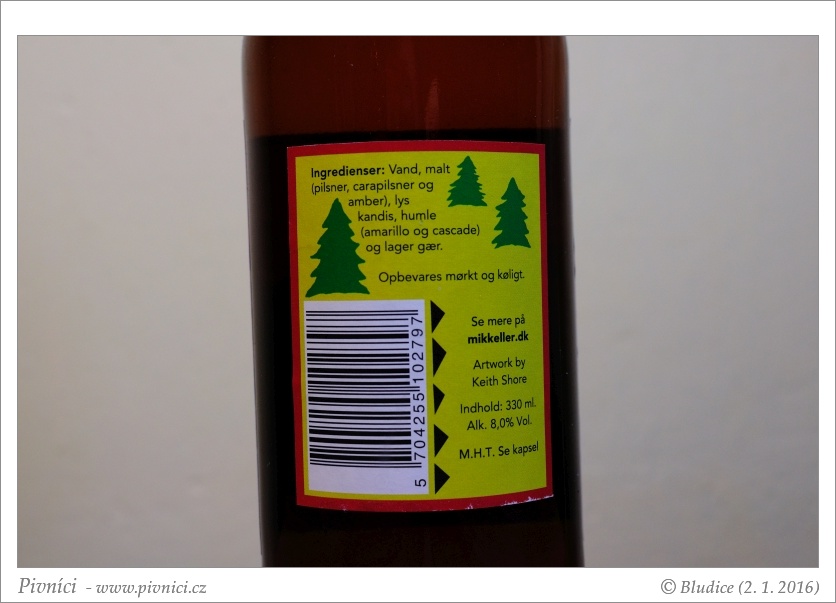 Ingredienser: Vand, malt
(pilsner, carapilsner og
amber), lys
kandis, humle
(amarillo og cascade)
og lager gær.
Opbevares mørkt og køligt.
5 704255 102797
Se mere på
mikkeller.dk
Artwork by
Keith Shore
Indhold: 330 ml.
Alk. 8,0% Vol.
M.H.T. Se kapsel
Pivníci - www.pivnici.cz
© Bludice (2. 1. 2016)